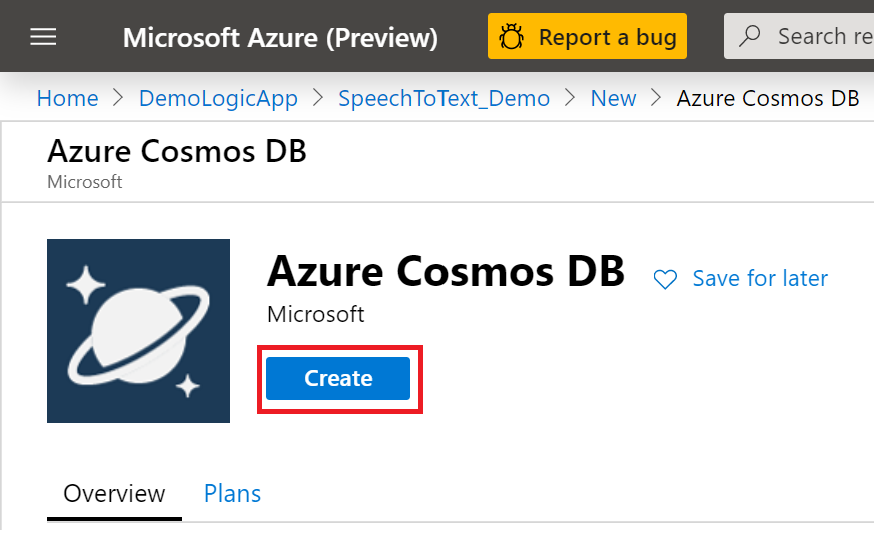 Microsoft Azure (Preview) Report a bug Search re
Home > DemoLogicApp > SpeechToText_Demo > New > Azure Cosmos DB
Azure Cosmos DB
Microsoft
Azure Cosmos DB Save for later
Microsoft
Create
Overview Plans